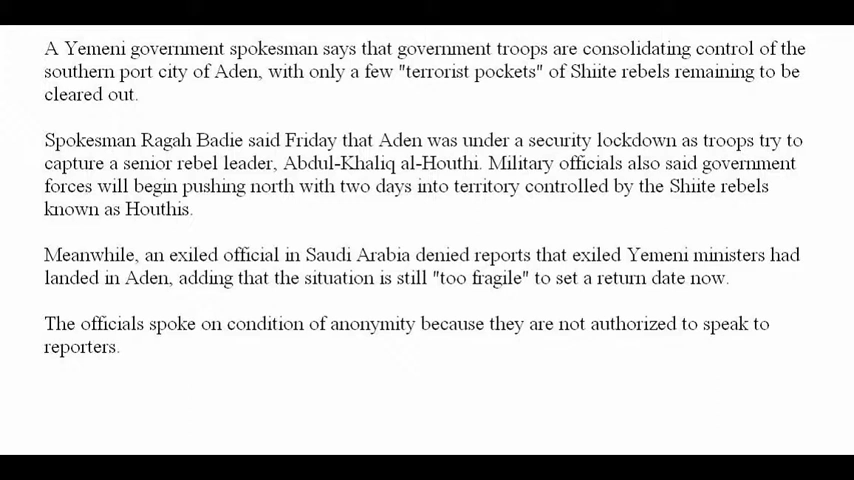 A Yemeni government spokesman says that government troops are consolidating control of the
southern port city of Aden, with only a few "terrorist pockets" of Shiite rebels remaining to be
cleared out.
Spokesman Ragah Badie said Friday that Aden was under a security lockdown as troops try to
capture a senior rebel leader, Abdul-Khaliq al-Houthi. Military officials also said government
forces will begin pushing north with two days into territory controlled by the Shiite rebels
known as Houthis.
Meanwhile, an exiled official in Saudi Arabia denied reports that exiled Yemeni ministers had
landed in Aden, adding that the situation is still "too fragile" to set a return date now.
The officials spoke on condition of anonymity because they are not authorized to speak to
reporters.